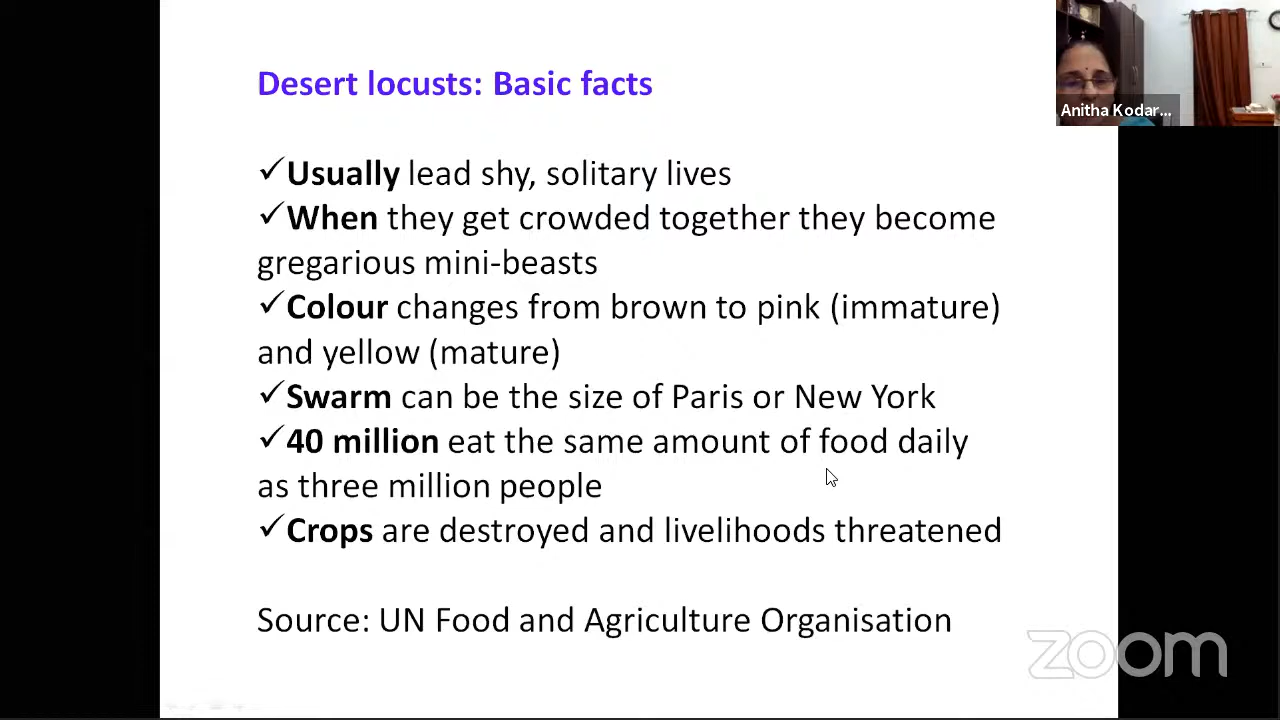 Desert locusts: Basic facts
Anitha Kodar...
✓Usually lead shy, solitary lives
✓When they get crowded together they become
gregarious mini-beasts
✓Colour changes from brown to pink (immature)
and yellow (mature)
✓Swarm can be the size of Paris or New York
✓40 million eat the same amount of food daily
as three million people
✓Crops are destroyed and livelihoods threatened
Source: UN Food and Agriculture Organisation
zoom